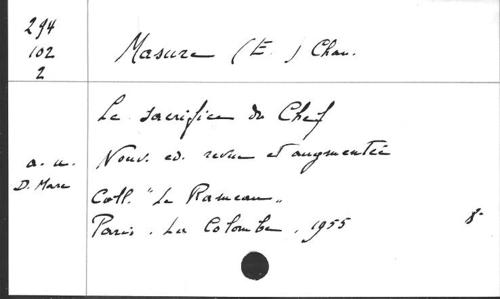 294
102
2
Masure (E.) Chan.
Le sacrifice du Chef
Nouv. ed. revue et augmentée
Coll. "Le Rameau"
Paris. La Colombe, 1955
8-
a. u.
D. Marc